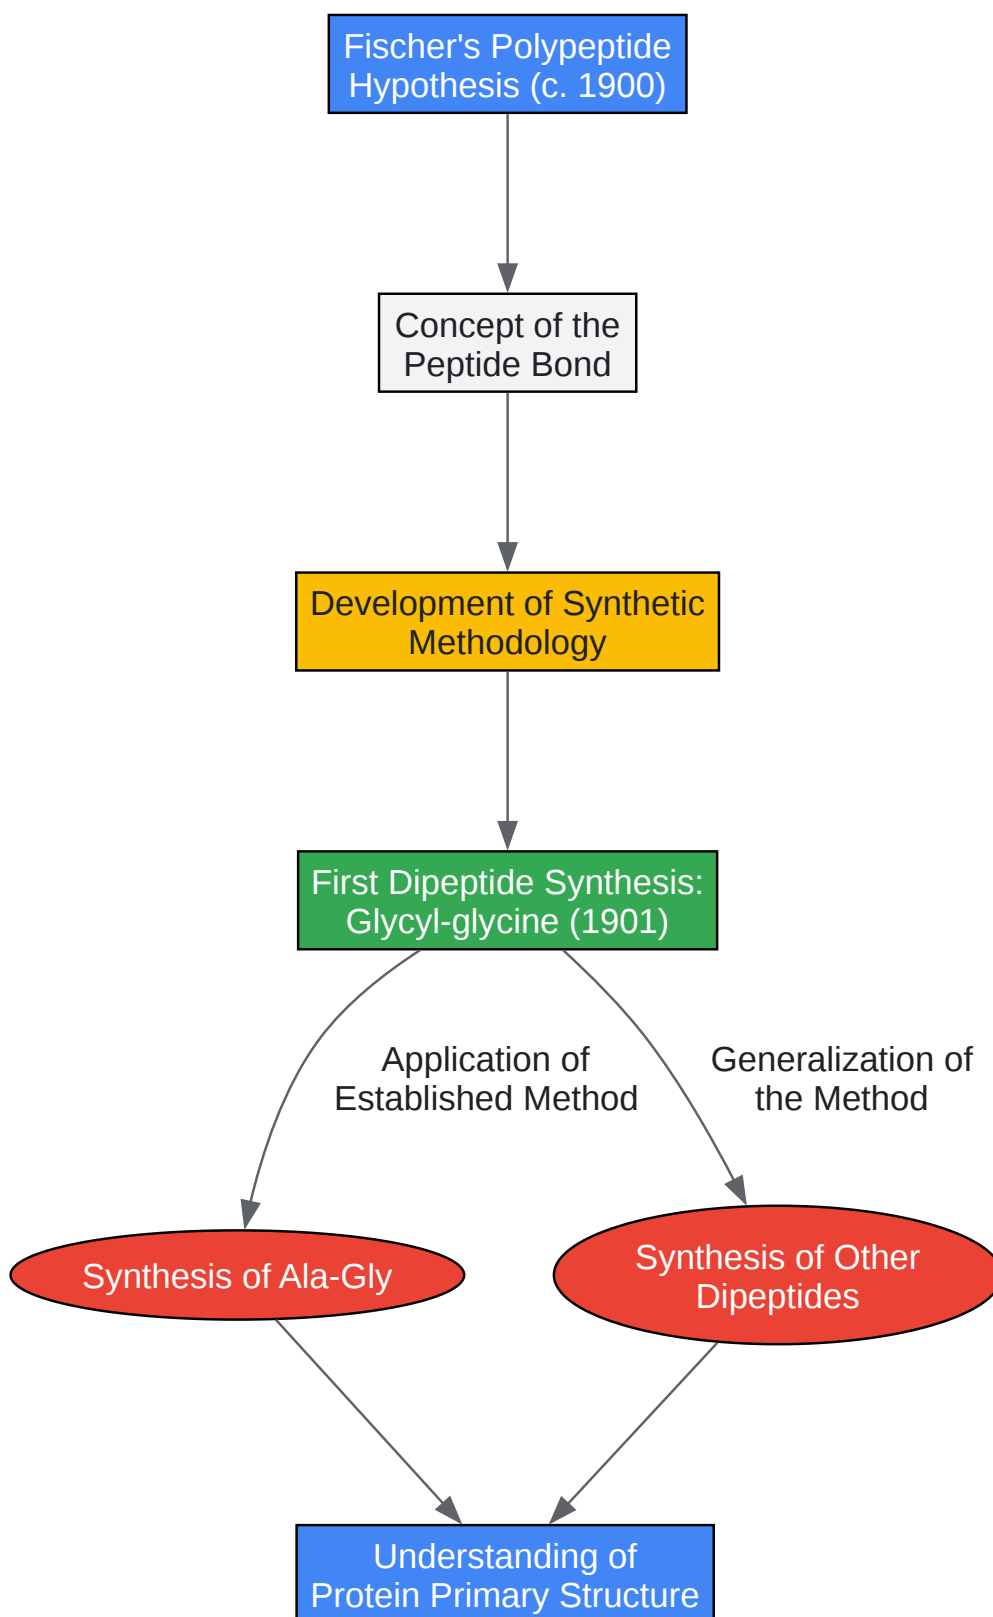 Fischer's Polypeptide
Hypothesis (c. 1900)
Concept of the
Peptide Bond
Development of Synthetic
Methodology
First Dipeptide Synthesis:
Glycyl-glycine (1901)
Application of
Established Method
Generalization of
the Method
Synthesis of Ala-Gly
Synthesis of Other
Dipeptides
Understanding of
Protein Primary Structure